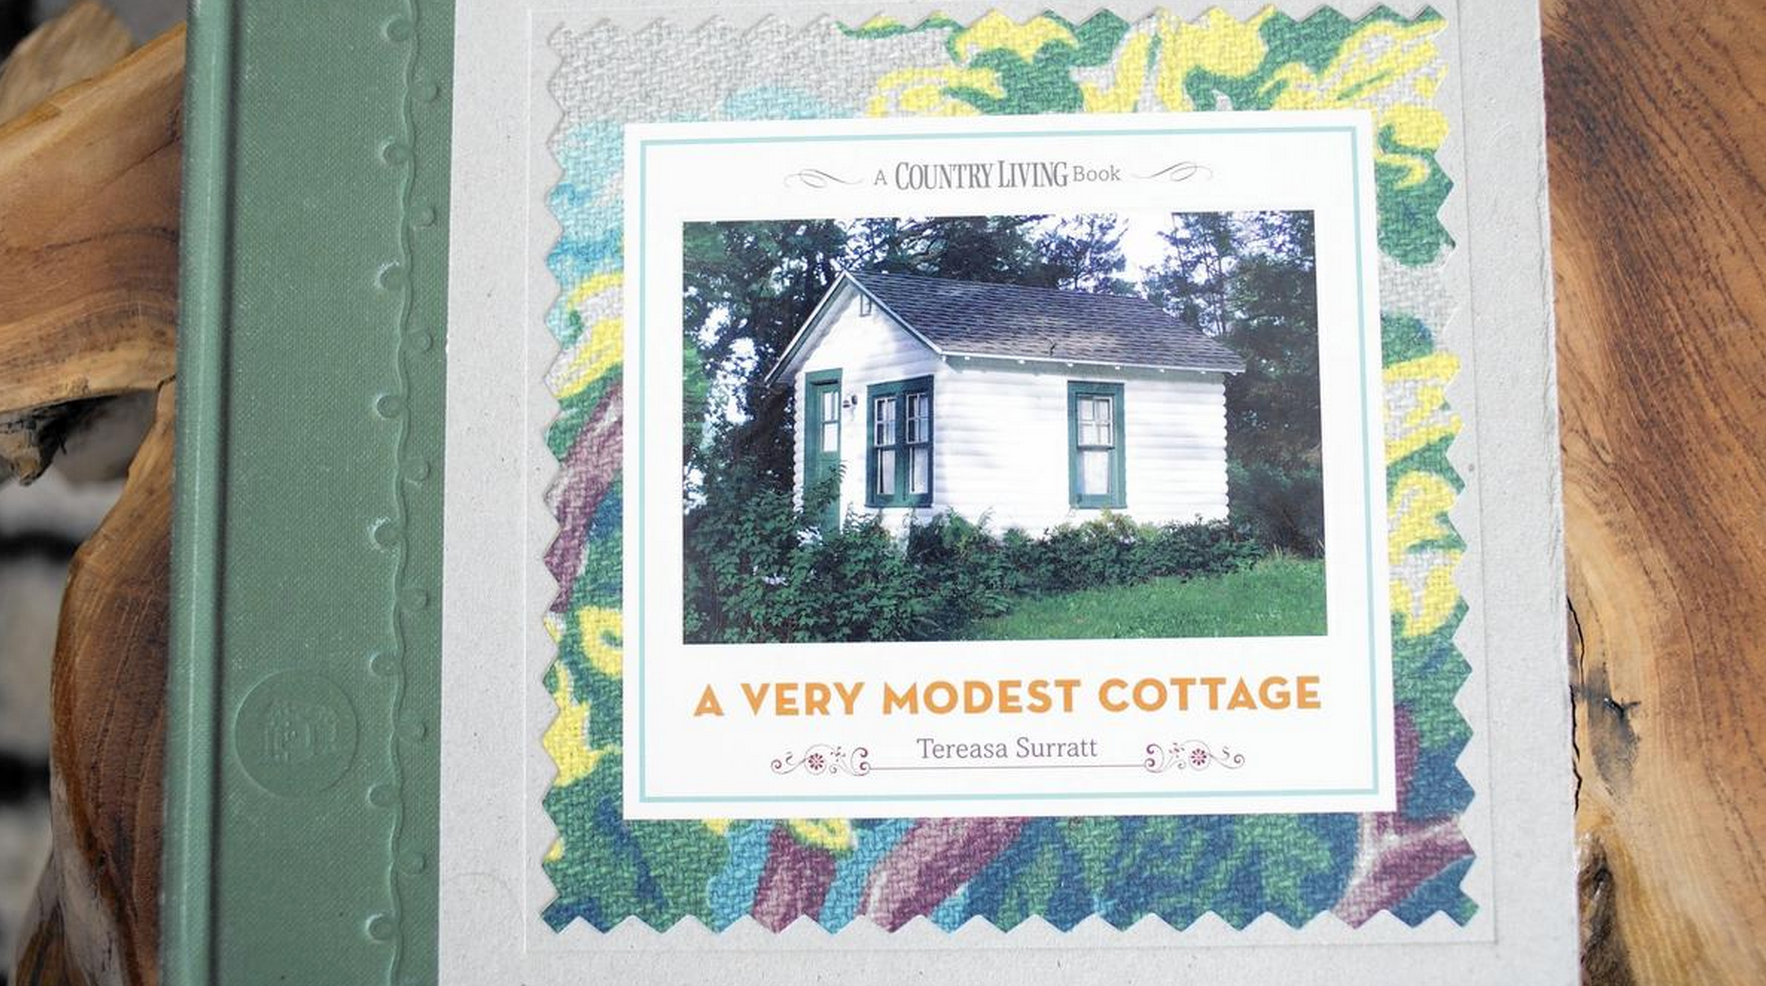 A COUNTRY LIVING Book
A VERY MODEST COTTAGE
Tereasa Surratt